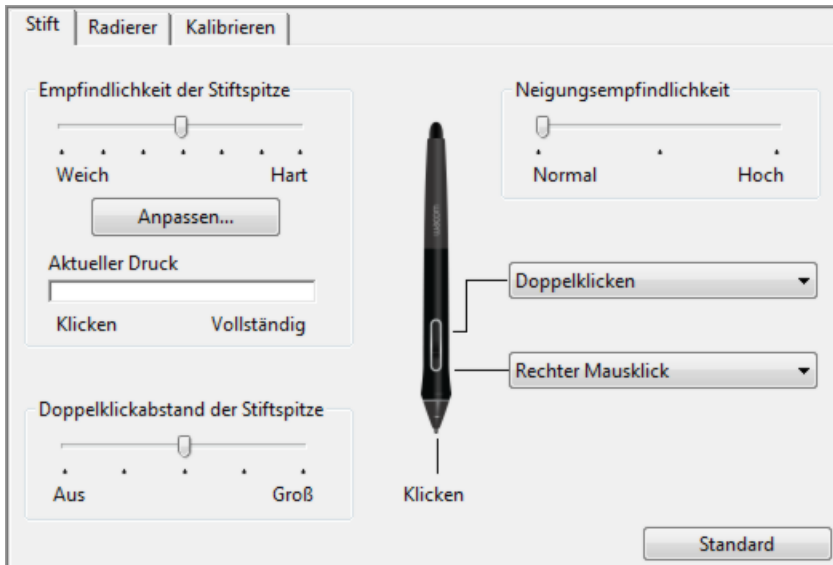 Stift Radierer Kalibrieren
Empfindlichkeit der Stiftspitze
Weich Hart
Anpassen...
Aktueller Druck
Klicken Vollständig
Doppelklickabstand der Stiftspitze
Aus Groß
wacom
Klicken
Neigungsempfindlichkeit
Normal Hoch
Doppelklicken
Rechter Mausklick
Standard